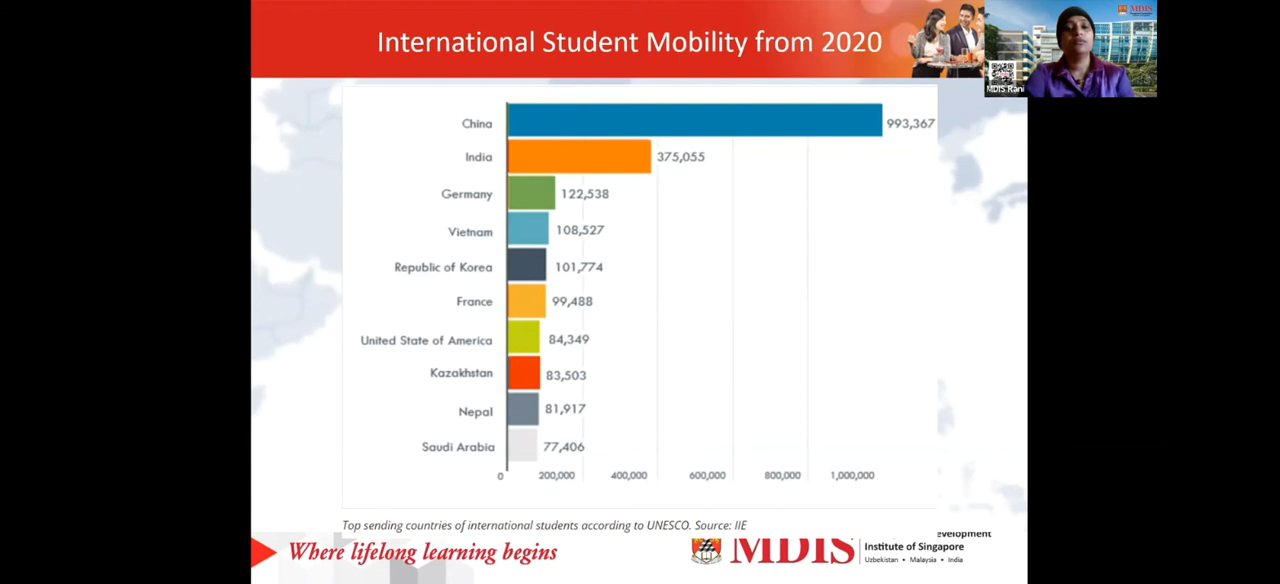 International Student Mobility from 2020
MDIS
MDIS Rani
China 993,367
India 375,055
Germany 122,538
Vietnam 108,527
Republic of Korea 101,774
France 99,488
United State of America 84,349
Kazakhstan 83,503
Nepal 81,917
Saudi Arabia 77,406
0 200,000 400,000 600,000 800,000 1,000,000
Top sending countries of international students according to UNESCO. Source: IIE
Where lifelong learning begins
MDIS
evelopment
Institute of Singapore
Uzbekistan • Malaysia • India